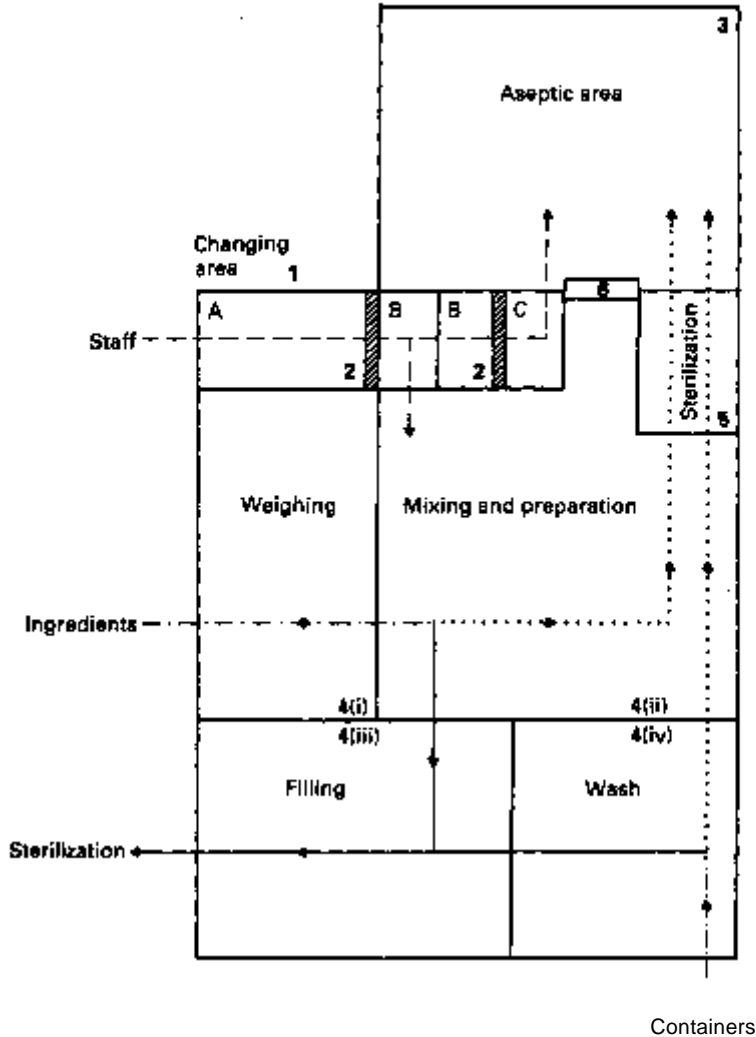 3
Aseptic area
Changing
area
1
A
B
B
C
6
Staff
2
2
Sterilization
5
Weighing
Mixing and preparation
Ingredients
4(i)
4(ii)
4(iii)
4(iv)
Filling
Wash
Sterilization
Containers